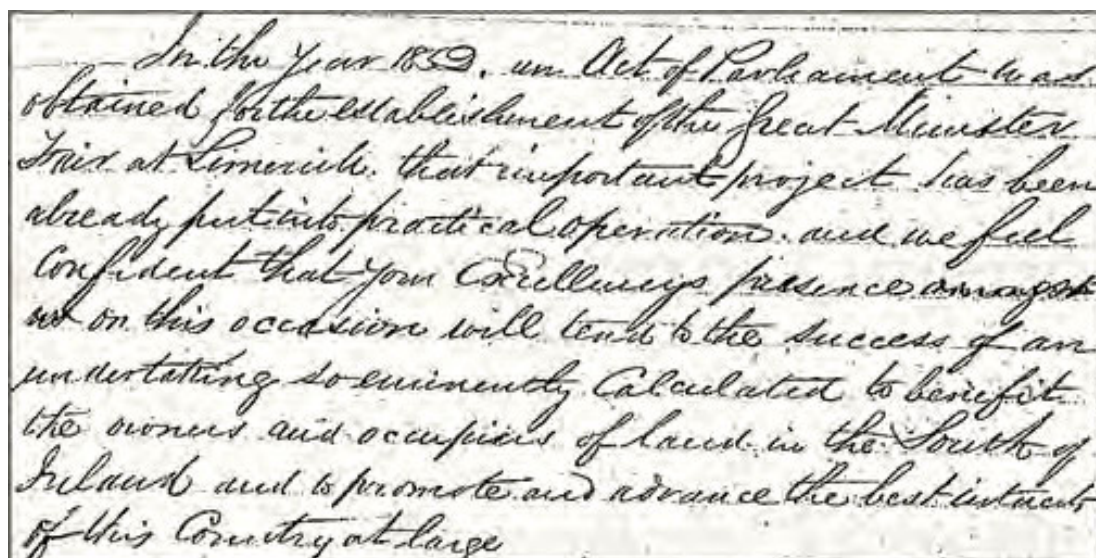 In the year 1852. an Act of Parliament was
obtained for the establishment of the Great Munster
Fair at Limerick. that important project has been
already put into practical operation. and we feel
Confident that your Excellency's presence amongst
us on this occasion will tend to the success of an
undertaking so eminently Calculated to benefit
the owners and occupiers of land in the South of
Ireland and to promote and advance the best interests
of this Country at large